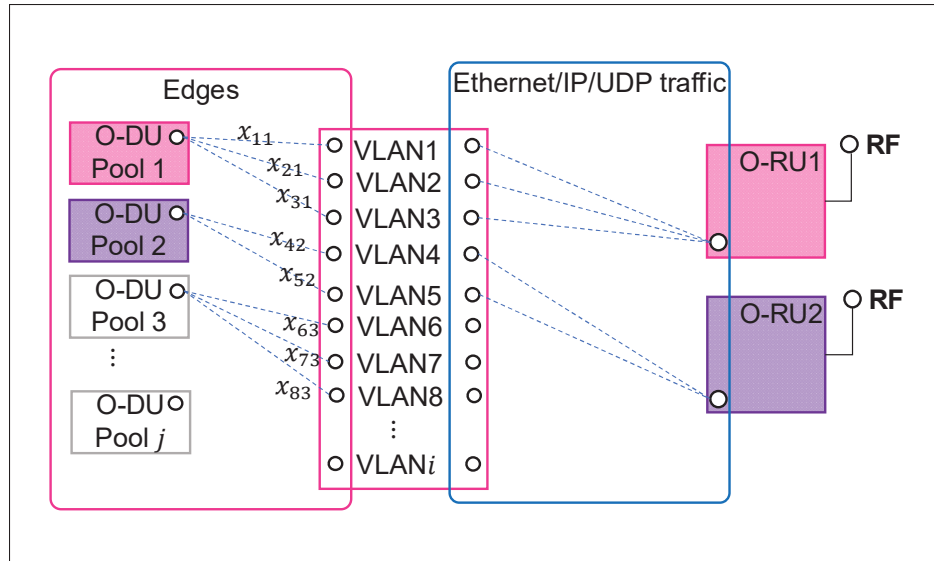 Edges
Ethernet/IP/UDP traffic
O-DU
Pool 1
O-DU
Pool 2
O-DU
Pool 3
⋮
O-DU
Pool j
x₁₁
x₂₁
x₃₁
x₄₂
x₅₂
x₆₃
x₇₃
x₈₃
VLAN1
VLAN2
VLAN3
VLAN4
VLAN5
VLAN6
VLAN7
VLAN8
⋮
VLANi
O-RU1
RF
O-RU2
RF